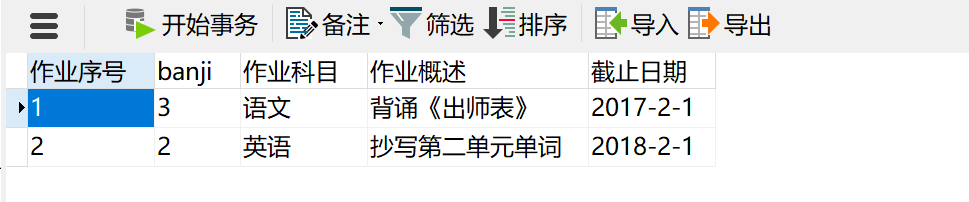 开始事务 备注 筛选 排序 导入 导出
作业序号 banji 作业科目 作业概述 截止日期
1 3 语文 背诵《出师表》 2017-2-1
2 2 英语 抄写第二单元单词 2018-2-1